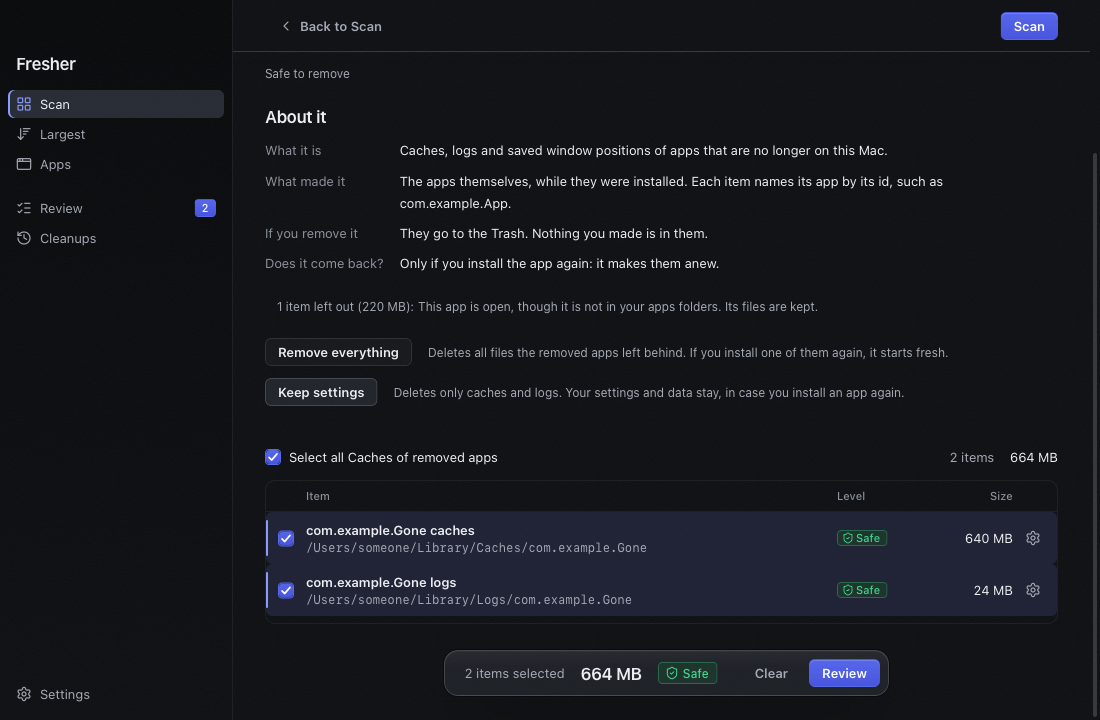 Back to Scan
Scan
Fresher
Scan
Largest
Apps
Review
2
Cleanups
Settings
Safe to remove
About it
What it is
Caches, logs and saved window positions of apps that are no longer on this Mac.
What made it
The apps themselves, while they were installed. Each item names its app by its id, such as
com.example.App.
If you remove it
They go to the Trash. Nothing you made is in them.
Does it come back?
Only if you install the app again: it makes them anew.
1 item left out (220 MB): This app is open, though it is not in your apps folders. Its files are kept.
Remove everything
Deletes all files the removed apps left behind. If you install one of them again, it starts fresh.
Keep settings
Deletes only caches and logs. Your settings and data stay, in case you install an app again.
Select all Caches of removed apps
2 items
664 MB
Item
Level
Size
com.example.Gone caches
/Users/someone/Library/Caches/com.example.Gone
Safe
640 MB
com.example.Gone logs
/Users/someone/Library/Logs/com.example.Gone
Safe
24 MB
2 items selected
664 MB
Safe
Clear
Review